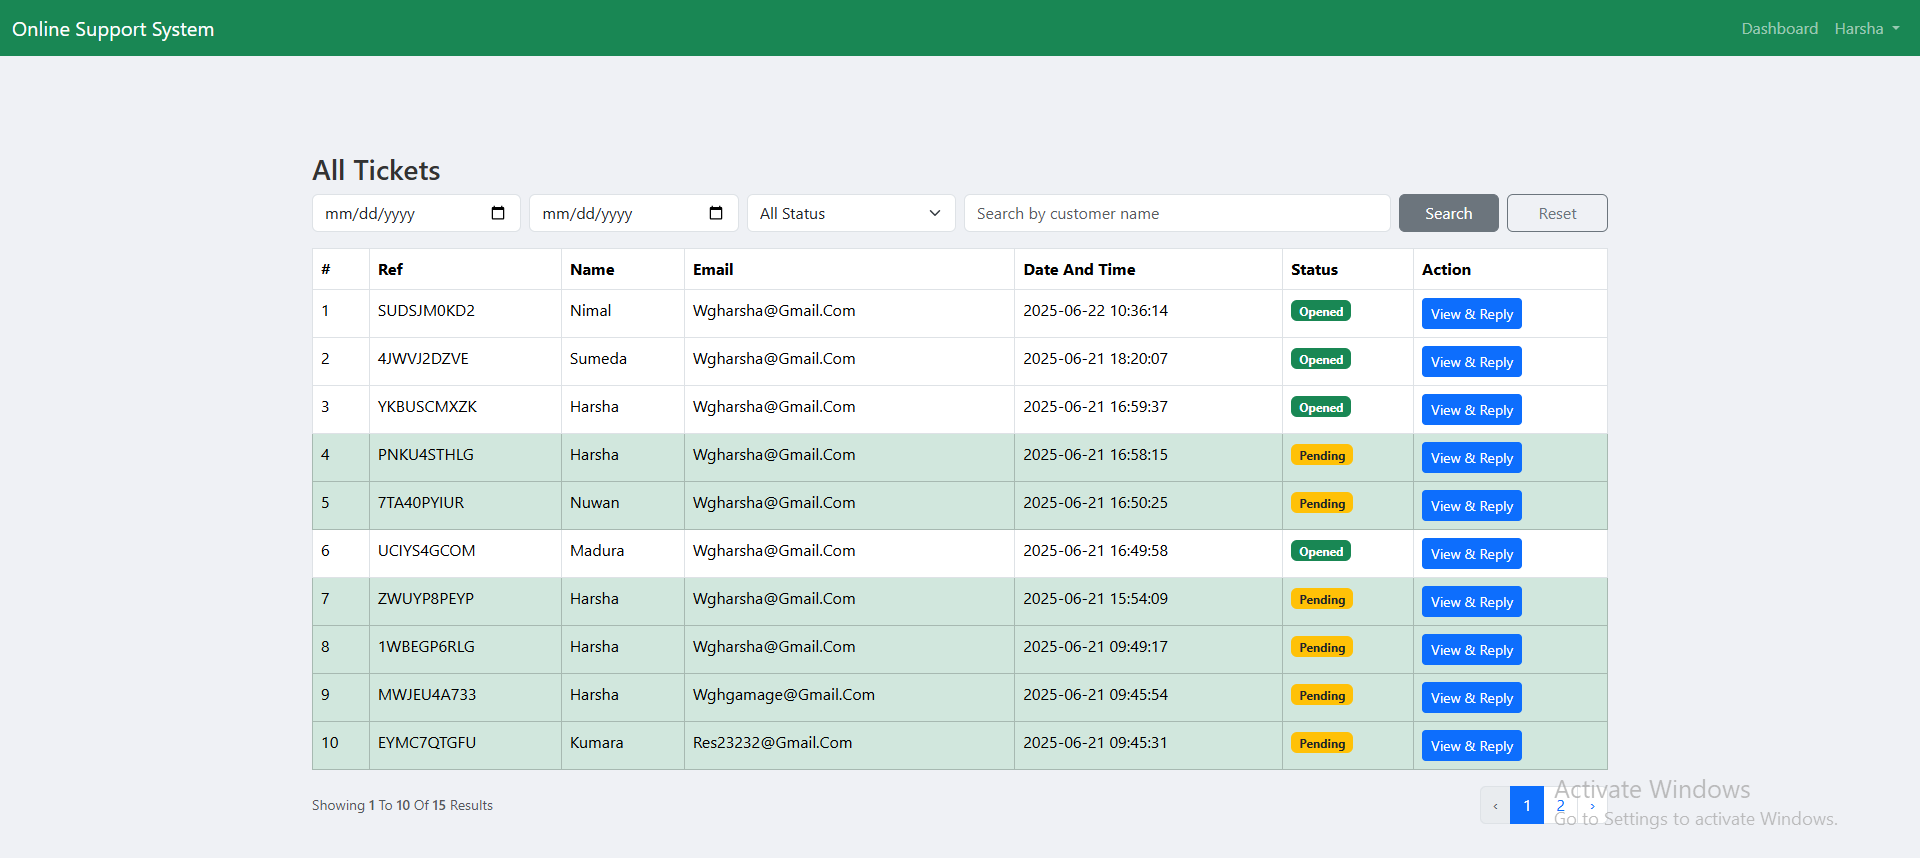 Online Support System Dashboard Harsha
All Tickets
mm/dd/yyyy mm/dd/yyyy All Status Search by customer name Search Reset
# Ref Name Email Date And Time Status Action
1 SUDSJM0KD2 Nimal Wgharsha@Gmail.Com 2025-06-22 10:36:14 Opened View & Reply
2 4JWVJ2DZVE Sumeda Wgharsha@Gmail.Com 2025-06-21 18:20:07 Opened View & Reply
3 YKBUSCMXZK Harsha Wgharsha@Gmail.Com 2025-06-21 16:59:37 Opened View & Reply
4 PNKU4STHLG Harsha Wgharsha@Gmail.Com 2025-06-21 16:58:15 Pending View & Reply
5 7TA40PYIUR Nuwan Wgharsha@Gmail.Com 2025-06-21 16:50:25 Pending View & Reply
6 UCIYS4GCOM Madura Wgharsha@Gmail.Com 2025-06-21 16:49:58 Opened View & Reply
7 ZWUYP8PEYP Harsha Wgharsha@Gmail.Com 2025-06-21 15:54:09 Pending View & Reply
8 1WBEGP6RLG Harsha Wgharsha@Gmail.Com 2025-06-21 09:49:17 Pending View & Reply
9 MWJEU4A733 Harsha Wghgamage@Gmail.Com 2025-06-21 09:45:54 Pending View & Reply
10 EYMC7QTGFU Kumara Res23232@Gmail.Com 2025-06-21 09:45:31 Pending View & Reply
Showing 1 To 10 Of 15 Results ‹ 1 2 ›
Activate Windows
Go to Settings to activate Windows.